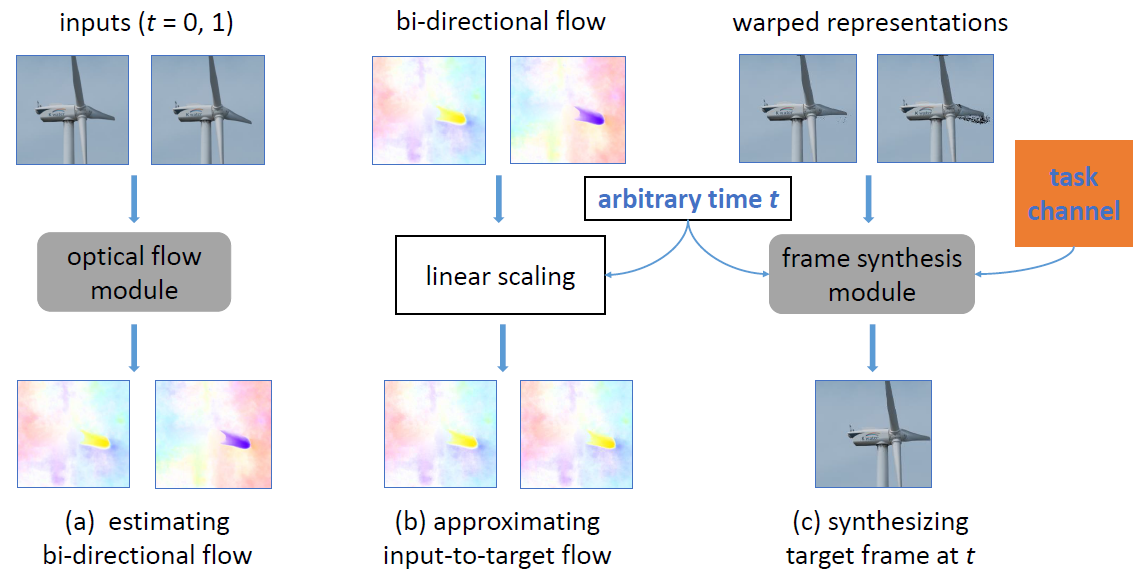 inputs (t = 0, 1)
bi-directional flow
warped representations
optical flow
module
arbitrary time t
linear scaling
frame synthesis
module
task
channel
(a) estimating
bi-directional flow
(b) approximating
input-to-target flow
(c) synthesizing
target frame at t